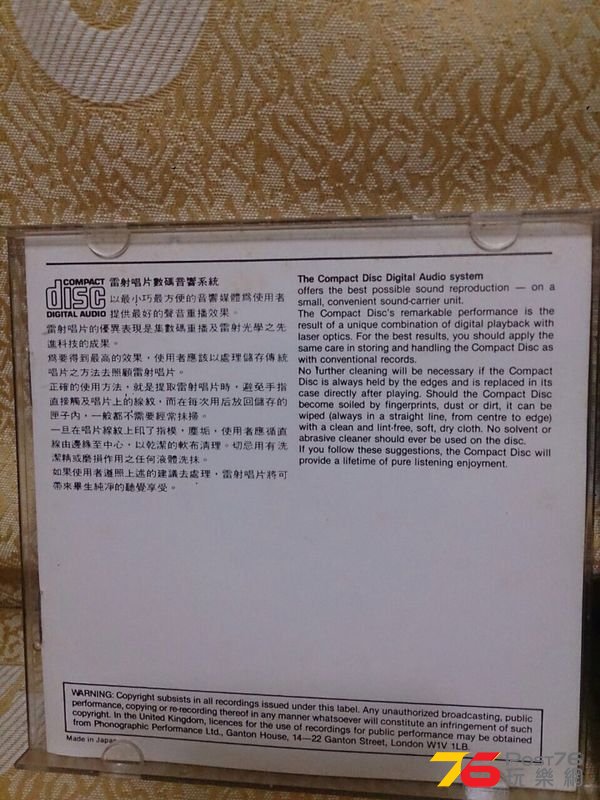 COMPACT
disc
DIGITAL AUDIO
雷射唱片數碼音響系統
以最小巧最方便的音響媒體為使用者
提供最好的聲音重播效果。
雷射唱片的優異表現是集數碼重播及雷射光學之先
進科技的成果。
為要得到最高的效果，使用者應該以處理儲存傳統
唱片之方法去照顧雷射唱片。
正確的使用方法，就是提取雷射唱片時，避免手指
直接觸及唱片上的線紋，而在每次用后放回儲存的
匣子內，一般都不需要經常抹掃。
一旦在唱片線紋上印了指模，塵垢，使用者應循直
線由邊緣至中心，以乾潔的軟布清理。切忌用有洗
潔精或磨損作用之任何液體洗抹。
如果使用者遵照上述的建議去處理，雷射唱片將可
帶來畢生純淨的聽覺享受。
The Compact Disc Digital Audio system
offers the best possible sound reproduction — on a
small, convenient sound-carrier unit.
The Compact Disc's remarkable performance is the
result of a unique combination of digital playback with
laser optics. For the best results, you should apply the
same care in storing and handling the Compact Disc as
with conventional records.
No further cleaning will be necessary if the Compact
Disc is always held by the edges and is replaced in its
case directly after playing. Should the Compact Disc
become soiled by fingerprints, dust or dirt, it can be
wiped (always in a straight line, from centre to edge)
with a clean and lint-free, soft, dry cloth. No solvent or
abrasive cleaner should ever be used on the disc.
If you follow these suggestions, the Compact Disc will
provide a lifetime of pure listening enjoyment.
WARNING: Copyright subsists in all recordings issued under this label. Any unauthorized broadcasting, public
performance, copying or re-recording thereof in any manner whatsoever will constitute an infringement of such
copyright. In the United Kingdom, licences for the use of recordings for public performance may be obtained
from Phonographic Performance Ltd., Ganton House, 14—22 Ganton Street, London W1V 1LB.
Made in Japan
76 POST76
玩樂網